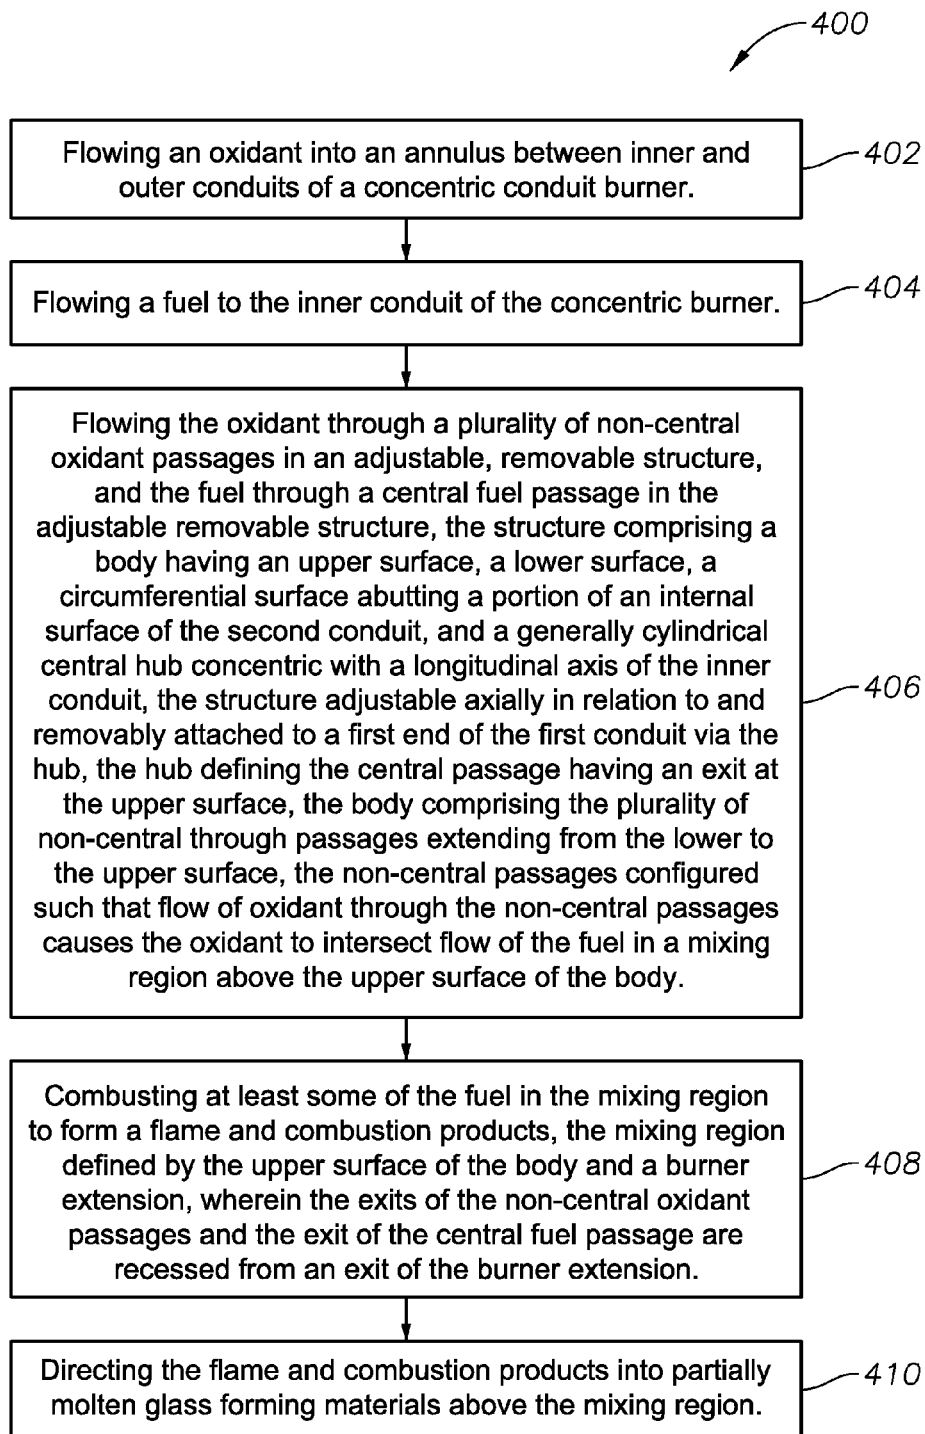 400
Flowing an oxidant into an annulus between inner and
outer conduits of a concentric conduit burner.
402
Flowing a fuel to the inner conduit of the concentric burner.
404
Flowing the oxidant through a plurality of non-central
oxidant passages in an adjustable, removable structure,
and the fuel through a central fuel passage in the
adjustable removable structure, the structure comprising a
body having an upper surface, a lower surface, a
circumferential surface abutting a portion of an internal
surface of the second conduit, and a generally cylindrical
central hub concentric with a longitudinal axis of the inner
conduit, the structure adjustable axially in relation to and
removably attached to a first end of the first conduit via the
hub, the hub defining the central passage having an exit at
the upper surface, the body comprising the plurality of
non-central through passages extending from the lower to
the upper surface, the non-central passages configured
such that flow of oxidant through the non-central passages
causes the oxidant to intersect flow of the fuel in a mixing
region above the upper surface of the body.
406
Combusting at least some of the fuel in the mixing region
to form a flame and combustion products, the mixing region
defined by the upper surface of the body and a burner
extension, wherein the exits of the non-central oxidant
passages and the exit of the central fuel passage are
recessed from an exit of the burner extension.
408
Directing the flame and combustion products into partially
molten glass forming materials above the mixing region.
410